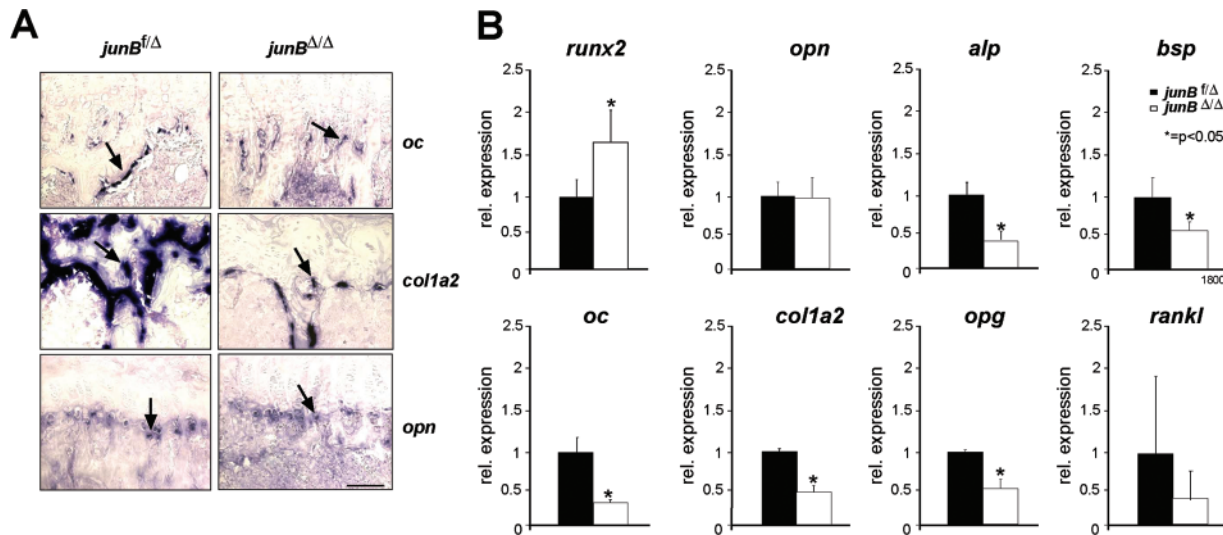 A
junB f/Δ
junB Δ/Δ
oc
col1a2
opn
B
runx2
opn
alp
bsp
rel. expression
2.5
2
1.5
1
0.5
0
*
rel. expression
2.5
2
1.5
1
0.5
0
rel. expression
2.5
2
1.5
1
0.5
0
*
rel. expression
2.5
2
1.5
1
0.5
0
*
junB f/Δ
junB Δ/Δ
*=p<0.05
1800
oc
col1a2
opg
rankl
rel. expression
2.5
2
1.5
1
0.5
0
*
rel. expression
2.5
2
1.5
1
0.5
0
*
rel. expression
2.5
2
1.5
1
0.5
0
*
rel. expression
2.5
2
1.5
1
0.5
0